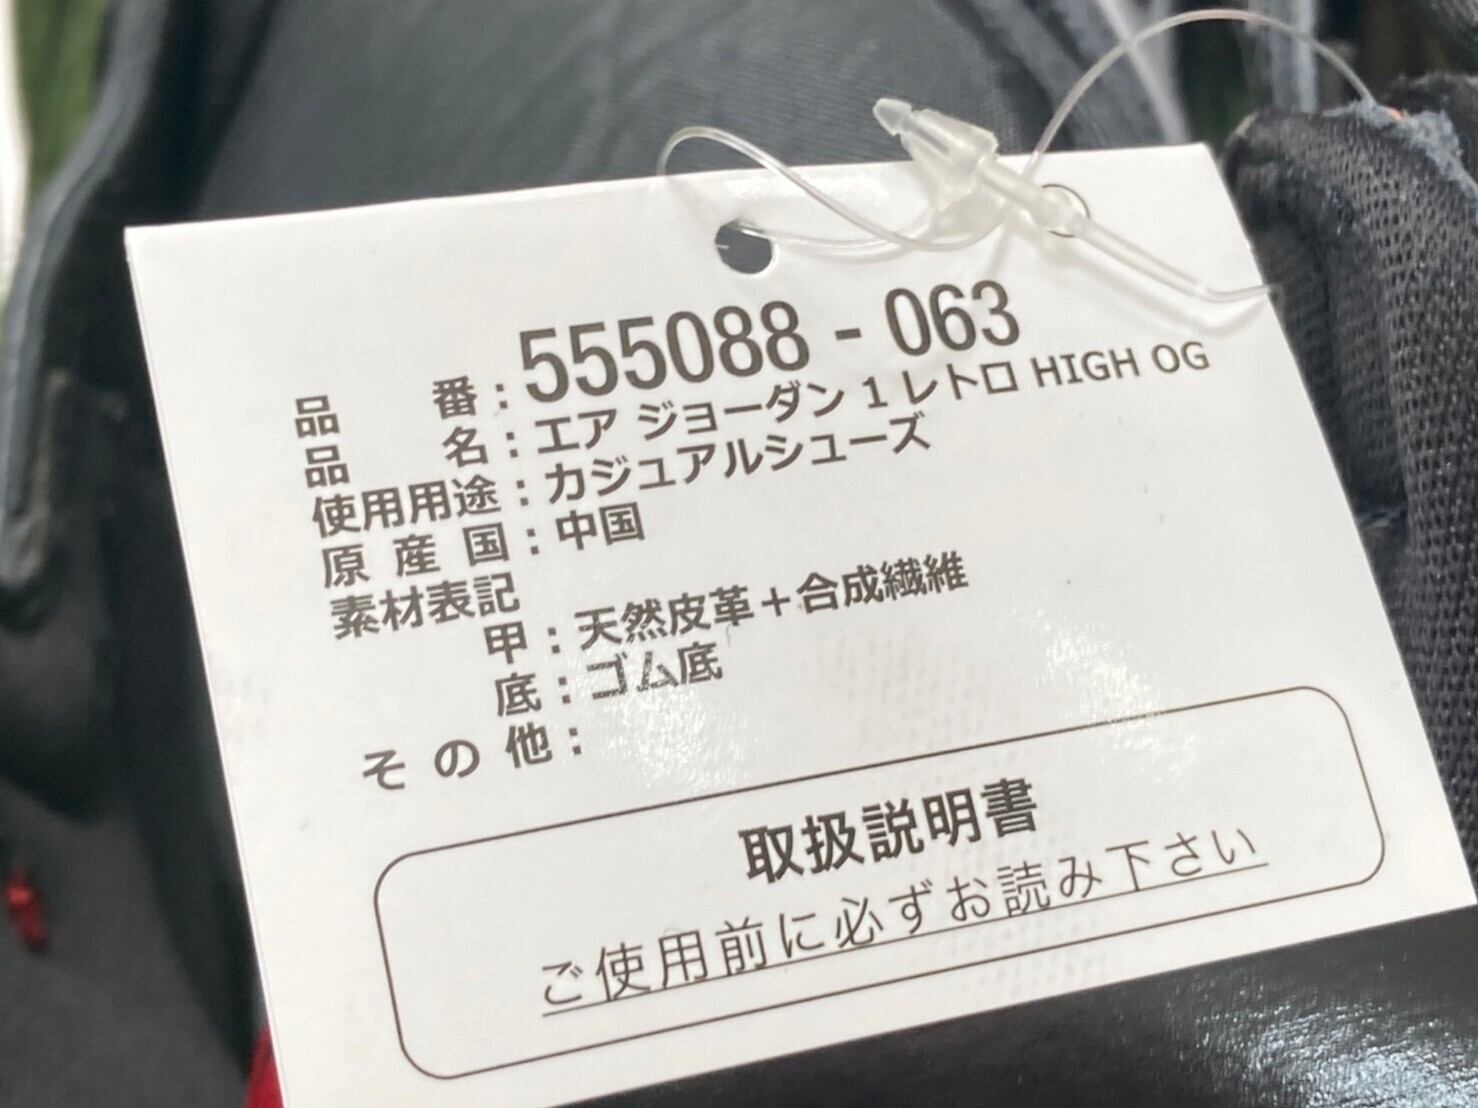 品番：555088-063
品名：エア ジョーダン 1 レトロ HIGH OG
使用用途：カジュアルシューズ
原産国：中国
素材表記
甲：天然皮革＋合成繊維
底：ゴム底
その他：
取扱説明書
ご使用前に必ずお読み下さい